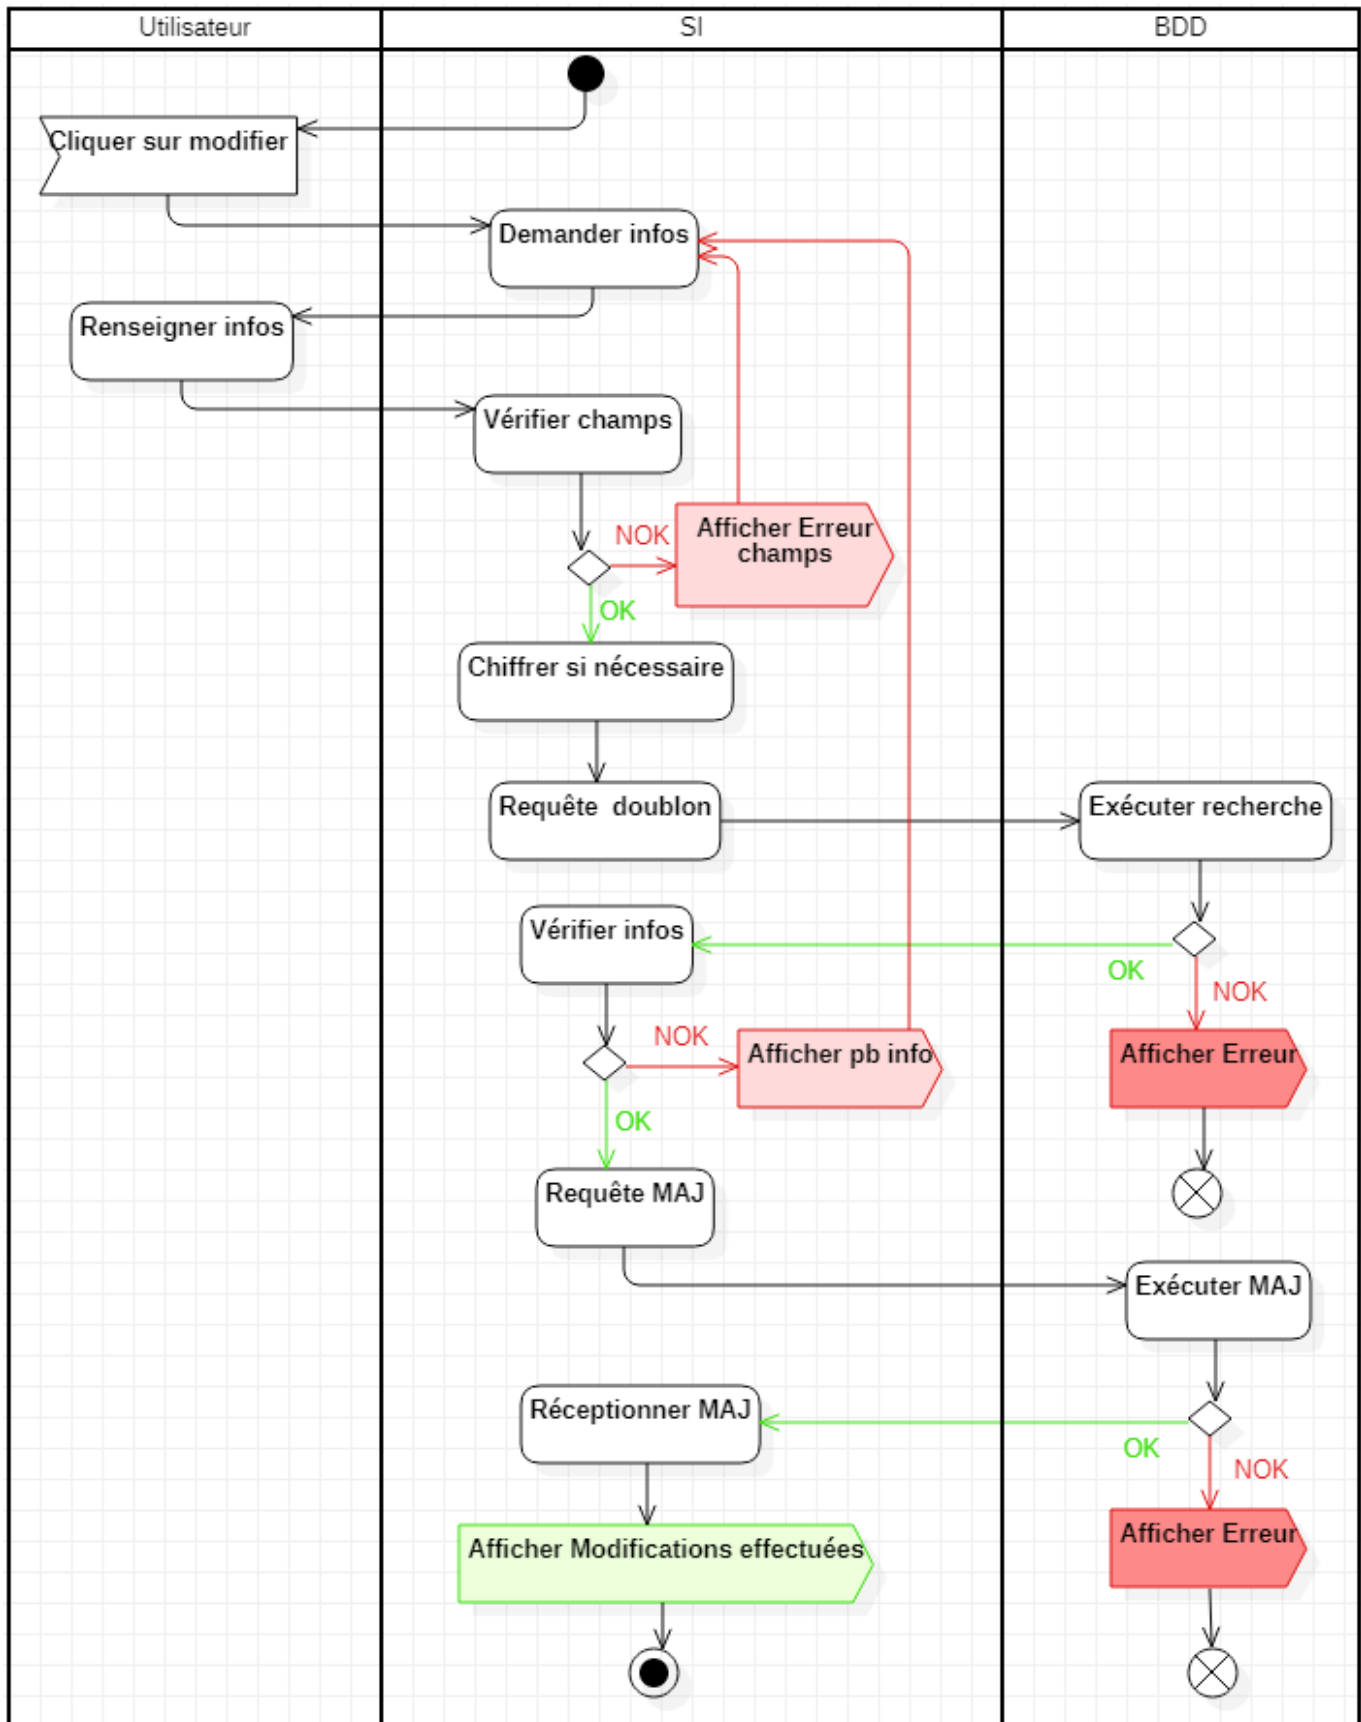 Utilisateur
SI
BDD
Cliquer sur modifier
Demander infos
Renseigner infos
Vérifier champs
NOK
Afficher Erreur
champs
OK
Chiffrer si nécessaire
Requête  doublon
Exécuter recherche
Vérifier infos
OK
NOK
NOK
Afficher pb info
Afficher Erreur
OK
Requête MAJ
Exécuter MAJ
Réceptionner MAJ
OK
NOK
Afficher Erreur
Afficher Modifications effectuées